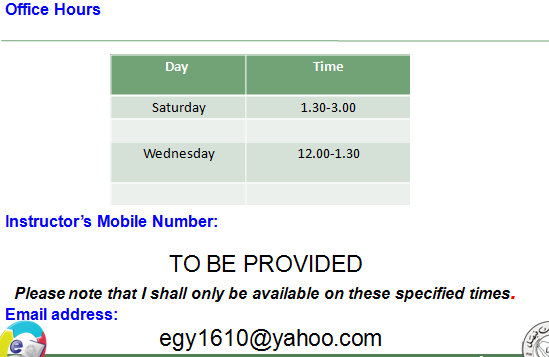 Office Hours
Day Time
Saturday 1.30-3.00
Wednesday 12.00-1.30
Instructor's Mobile Number:
TO BE PROVIDED
Please note that I shall only be available on these specified times.
Email address:
egy1610@yahoo.com
e